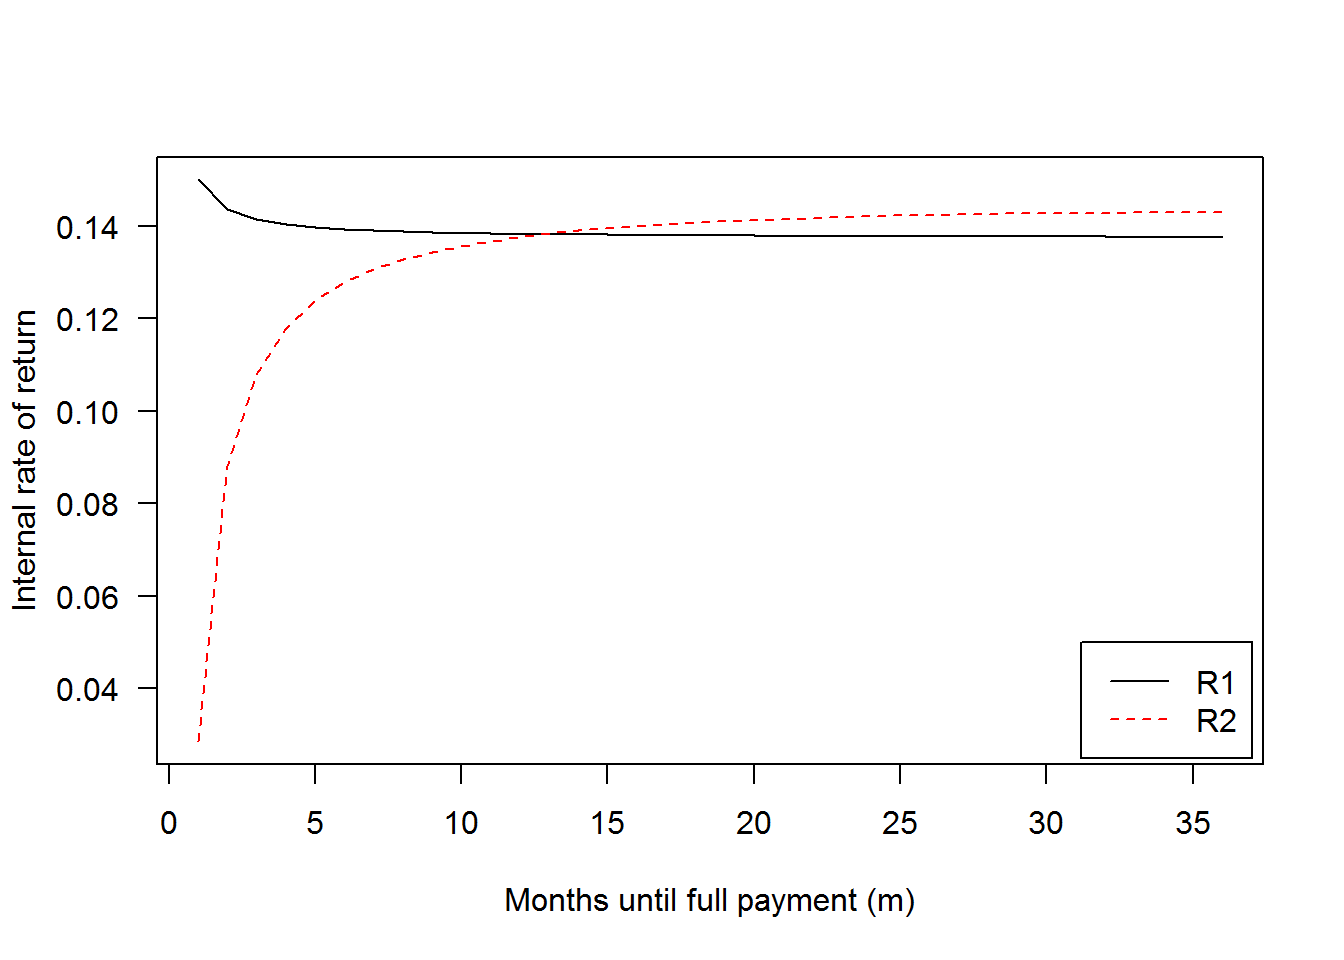 Internal rate of return
0.14
0.12
0.10
0.08
0.06
0.04
R1
R2
0 5 10 15 20 25 30 35
Months until full payment (m)